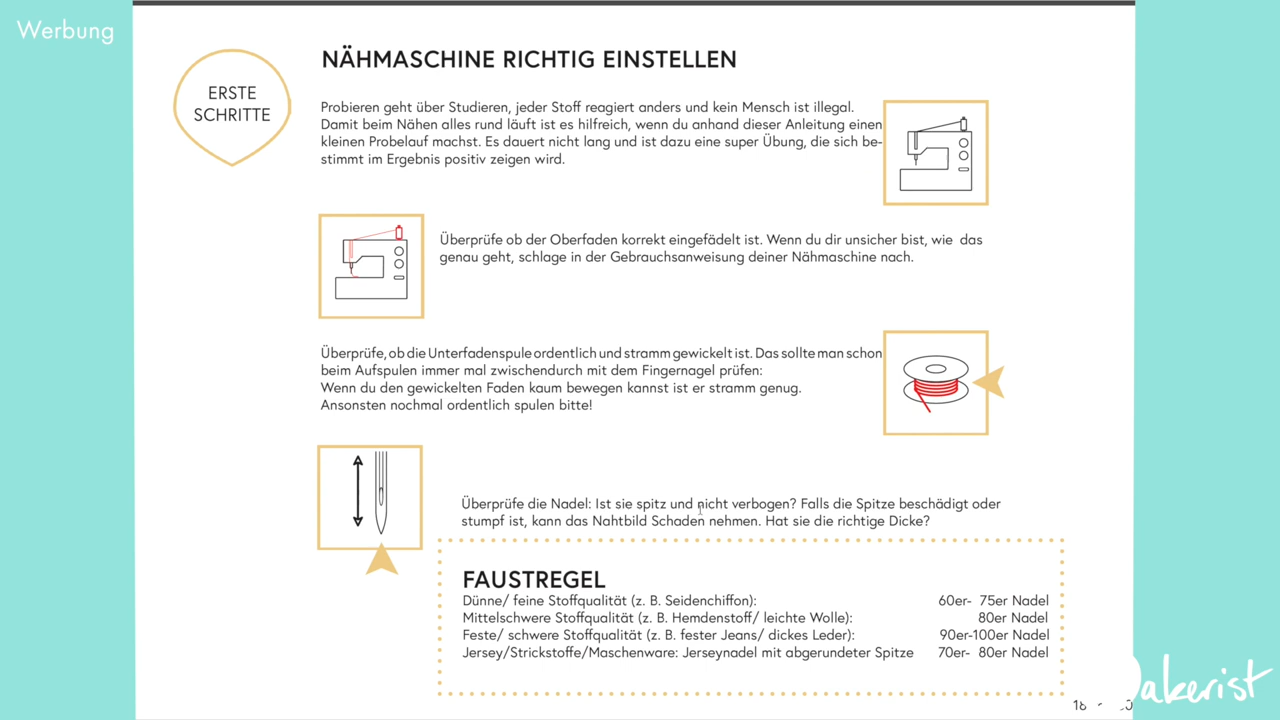 Werbung
ERSTE
SCHRITTE
NÄHMASCHINE RICHTIG EINSTELLEN
Probieren geht über Studieren, jeder Stoff reagiert anders und kein Mensch ist illegal.
Damit beim Nähen alles rund läuft ist es hilfreich, wenn du anhand dieser Anleitung einen
kleinen Probelauf machst. Es dauert nicht lang und ist dazu eine super Übung, die sich be-
stimmt im Ergebnis positiv zeigen wird.
Überprüfe ob der Oberfaden korrekt eingefädelt ist. Wenn du dir unsicher bist, wie das
genau geht, schlage in der Gebrauchsanweisung deiner Nähmaschine nach.
Überprüfe, ob die Unterfadenspule ordentlich und stramm gewickelt ist. Das sollte man schon
beim Aufspulen immer mal zwischendurch mit dem Fingernagel prüfen:
Wenn du den gewickelten Faden kaum bewegen kannst ist er stramm genug.
Ansonsten nochmal ordentlich spulen bitte!
Überprüfe die Nadel: Ist sie spitz und nicht verbogen? Falls die Spitze beschädigt oder
stumpf ist, kann das Nahtbild Schaden nehmen. Hat sie die richtige Dicke?
FAUSTREGEL
Dünne/ feine Stoffqualität (z. B. Seidenchiffon): 60er- 75er Nadel
Mittelschwere Stoffqualität (z. B. Hemdenstoff/ leichte Wolle): 80er Nadel
Feste/ schwere Stoffqualität (z. B. fester Jeans/ dickes Leder): 90er-100er Nadel
Jersey/Strickstoffe/Maschenware: Jerseynadel mit abgerundeter Spitze 70er- 80er Nadel
Makerist